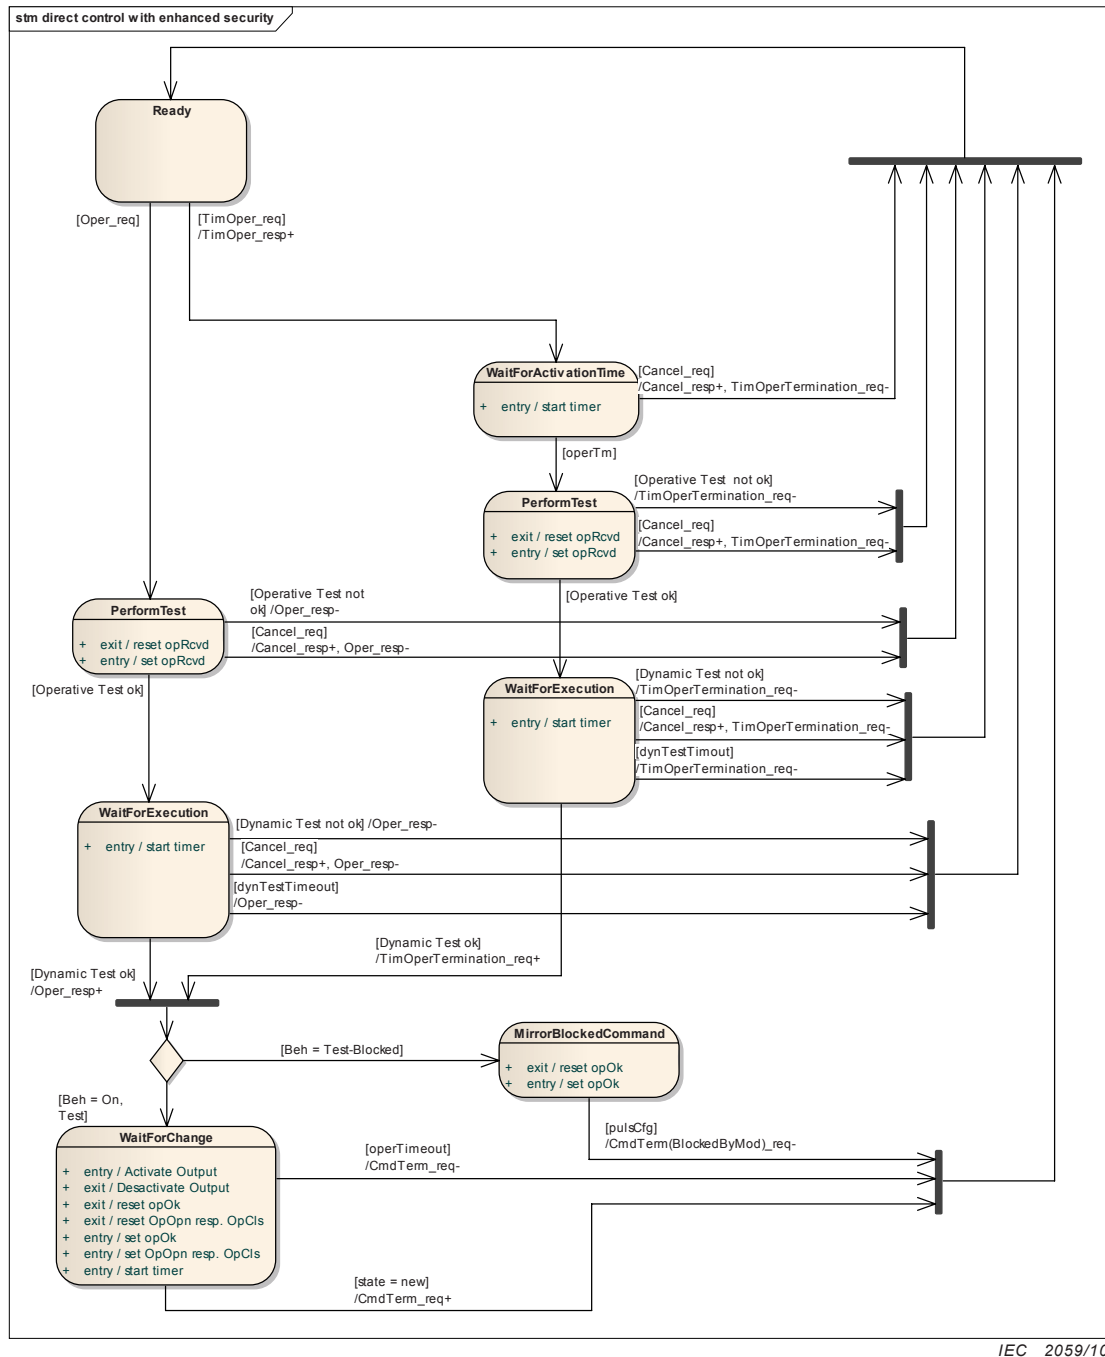 stm direct control with enhanced security
Ready
[Oper_req]
[TimOper_req]
/TimOper_resp+
WaitForActivationTime
+ entry / start timer
[Cancel_req]
/Cancel_resp+, TimOperTermination_req-
[operTm]
PerformTest
+ exit / reset opRcvd
+ entry / set opRcvd
[Operative Test not ok]
/TimOperTermination_req-
[Cancel_req]
/Cancel_resp+, TimOperTermination_req-
[Operative Test ok]
PerformTest
+ exit / reset opRcvd
+ entry / set opRcvd
[Operative Test not
ok] /Oper_resp-
[Cancel_req]
/Cancel_resp+, Oper_resp-
[Operative Test ok]
WaitForExecution
+ entry / start timer
[Dynamic Test not ok]
/TimOperTermination_req-
[Cancel_req]
/Cancel_resp+, TimOperTermination_req-
[dynTestTimout]
/TimOperTermination_req-
WaitForExecution
+ entry / start timer
[Dynamic Test not ok] /Oper_resp-
[Cancel_req]
/Cancel_resp+, Oper_resp-
[dynTestTimeout]
/Oper_resp-
[Dynamic Test ok]
/TimOperTermination_req+
[Dynamic Test ok]
/Oper_resp+
[Beh = Test-Blocked]
MirrorBlockedCommand
+ exit / reset opOk
+ entry / set opOk
[Beh = On,
Test]
[pulsCfg]
/CmdTerm(BlockedByMod)_req-
WaitForChange
+ entry / Activate Output
+ exit / Desactivate Output
+ exit / reset opOk
+ exit / reset OpOpn resp. OpCls
+ entry / set opOk
+ entry / set OpOpn resp. OpCls
+ entry / start timer
[operTimeout]
/CmdTerm_req-
[state = new]
/CmdTerm_req+
IEC 2059/10